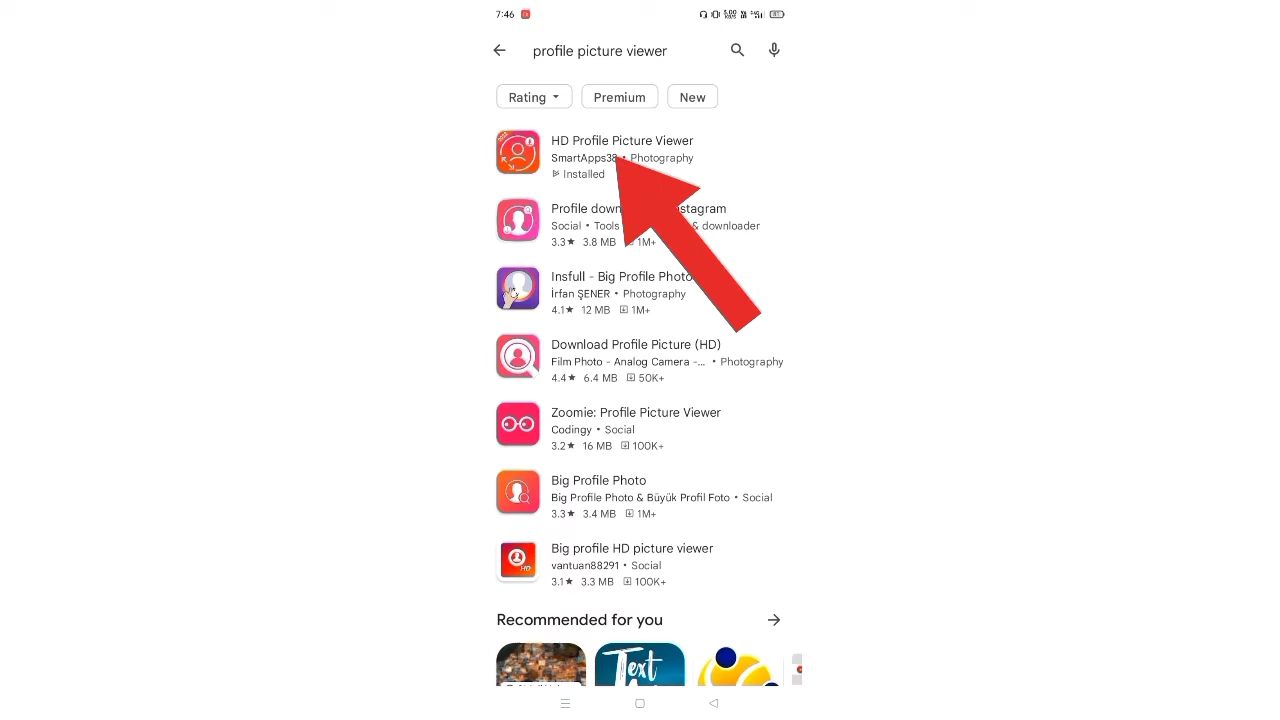 7:46
5.00
81
profile picture viewer
Rating
Premium
New
HD Profile Picture Viewer
SmartApps38 • Photography
Installed
Profile down stagram
Social • Tools & downloader
3.3★ 3.8 MB 1M+
Insfull - Big Profile Photo
İrfan ŞENER • Photography
4.1★ 12 MB 1M+
Download Profile Picture (HD)
Film Photo - Analog Camera -... • Photography
4.4★ 6.4 MB 50K+
Zoomie: Profile Picture Viewer
Codingy • Social
3.2★ 16 MB 100K+
Big Profile Photo
Big Profile Photo & Büyük Profil Foto • Social
3.3★ 3.4 MB 1M+
HD
Big profile HD picture viewer
vantuan88291 • Social
3.1★ 3.3 MB 100K+
Recommended for you
Text